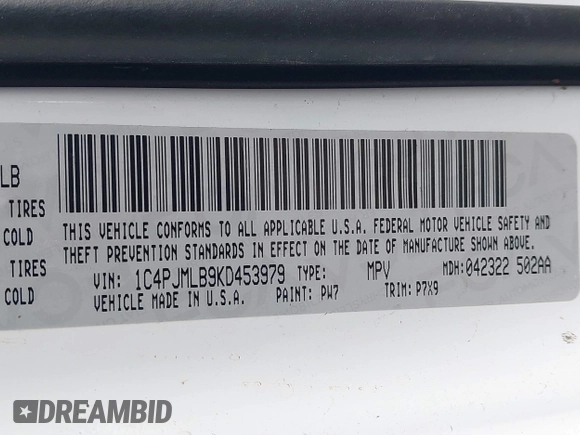 LB
TIRES
COLD
TIRES
COLD
THIS VEHICLE CONFORMS TO ALL APPLICABLE U.S.A. FEDERAL MOTOR VEHICLE SAFETY AND
THEFT PREVENTION STANDARDS IN EFFECT ON THE DATE OF MANUFACTURE SHOWN ABOVE.
VIN: 1C4PJMLB9KD453979 TYPE: MPV MDH: 042322 502AA
VEHICLE MADE IN U.S.A. PAINT: PW7 TRIM: P7X9
DREAMBID